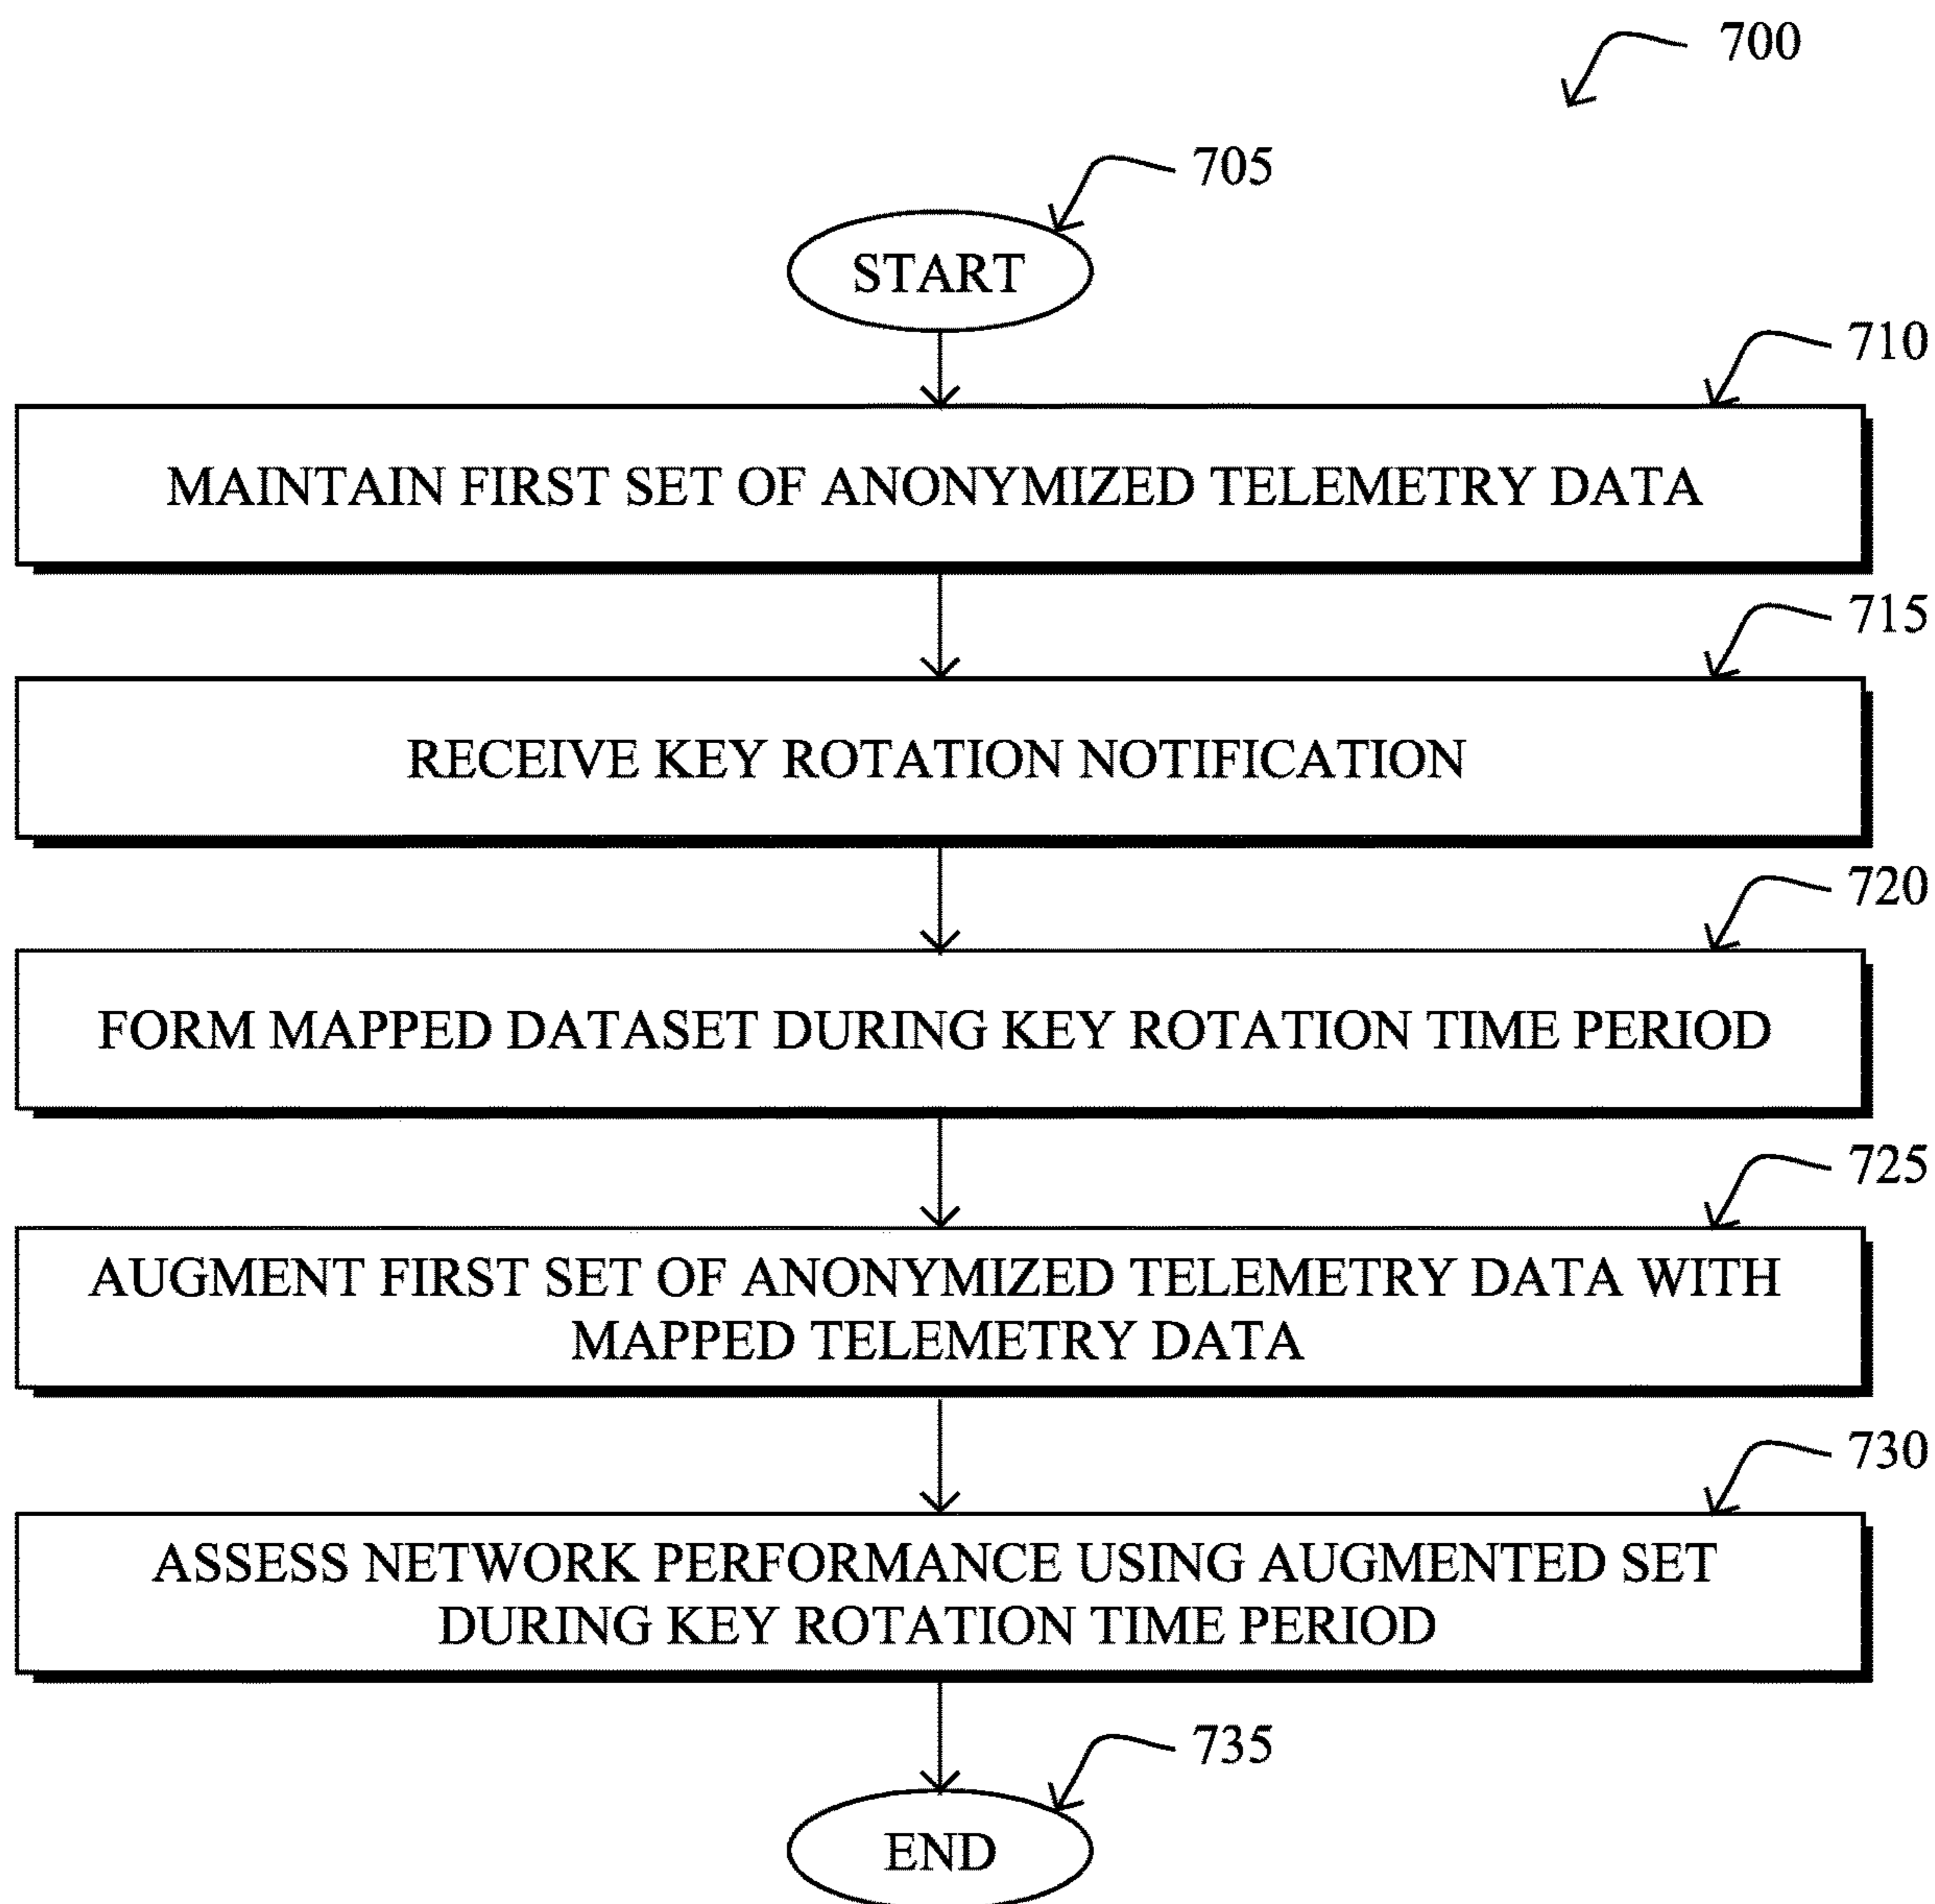 700
705
START
710
MAINTAIN FIRST SET OF ANONYMIZED TELEMETRY DATA
715
RECEIVE KEY ROTATION NOTIFICATION
720
FORM MAPPED DATASET DURING KEY ROTATION TIME PERIOD
725
AUGMENT FIRST SET OF ANONYMIZED TELEMETRY DATA WITH
MAPPED TELEMETRY DATA
730
ASSESS NETWORK PERFORMANCE USING AUGMENTED SET
DURING KEY ROTATION TIME PERIOD
735
END